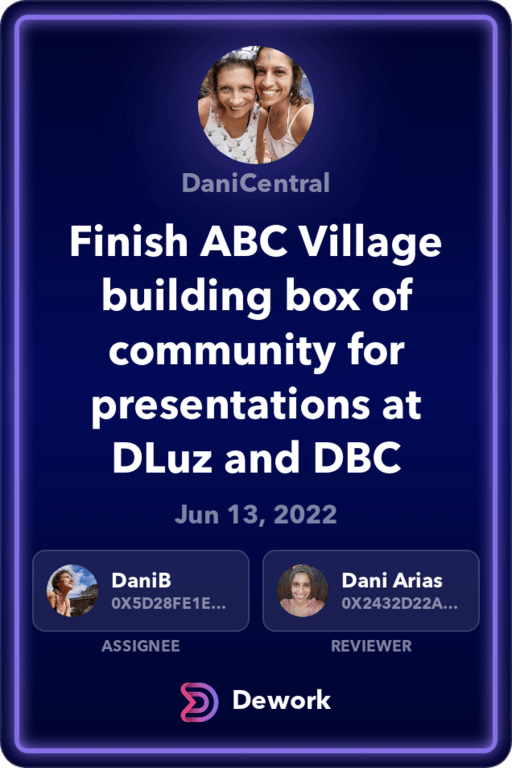 DaniCentral
Finish ABC Village
building box of
community for
presentations at
DLuz and DBC
Jun 13, 2022
DaniB
0X5D28FE1E...
ASSIGNEE
Dani Arias
0X2432D22A...
REVIEWER
Dework